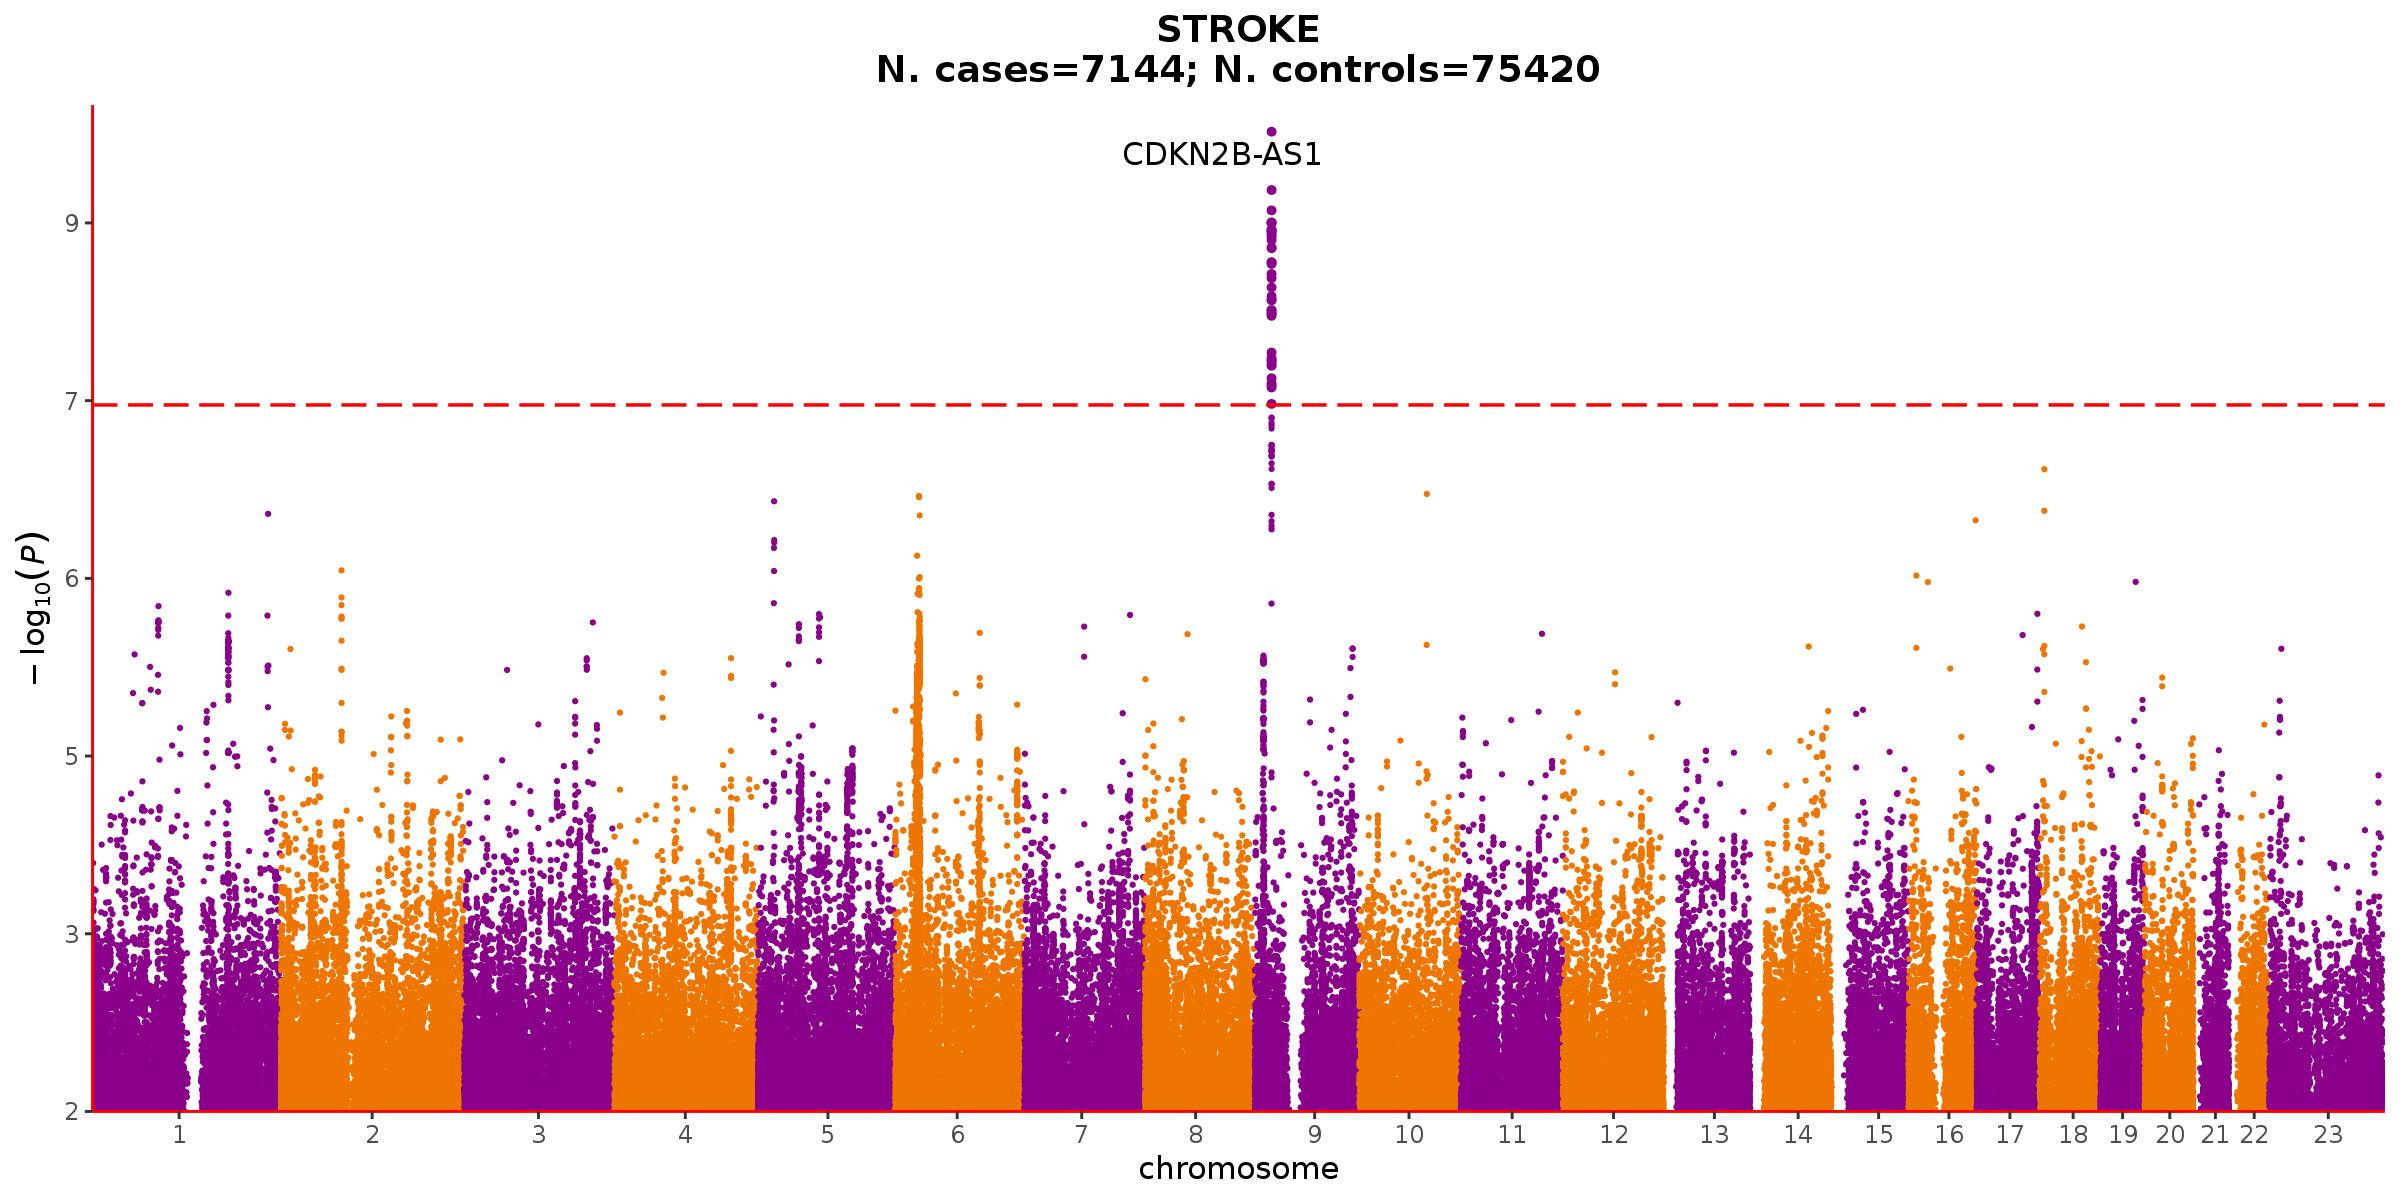 STROKE
N. cases=7144; N. controls=75420
CDKN2B-AS1
9
7
6
5
3
2
− log₁₀(P)
1 2 3 4 5 6 7 8 9 10 11 12 13 14 15 16 17 18 19 20 21 22 23
chromosome